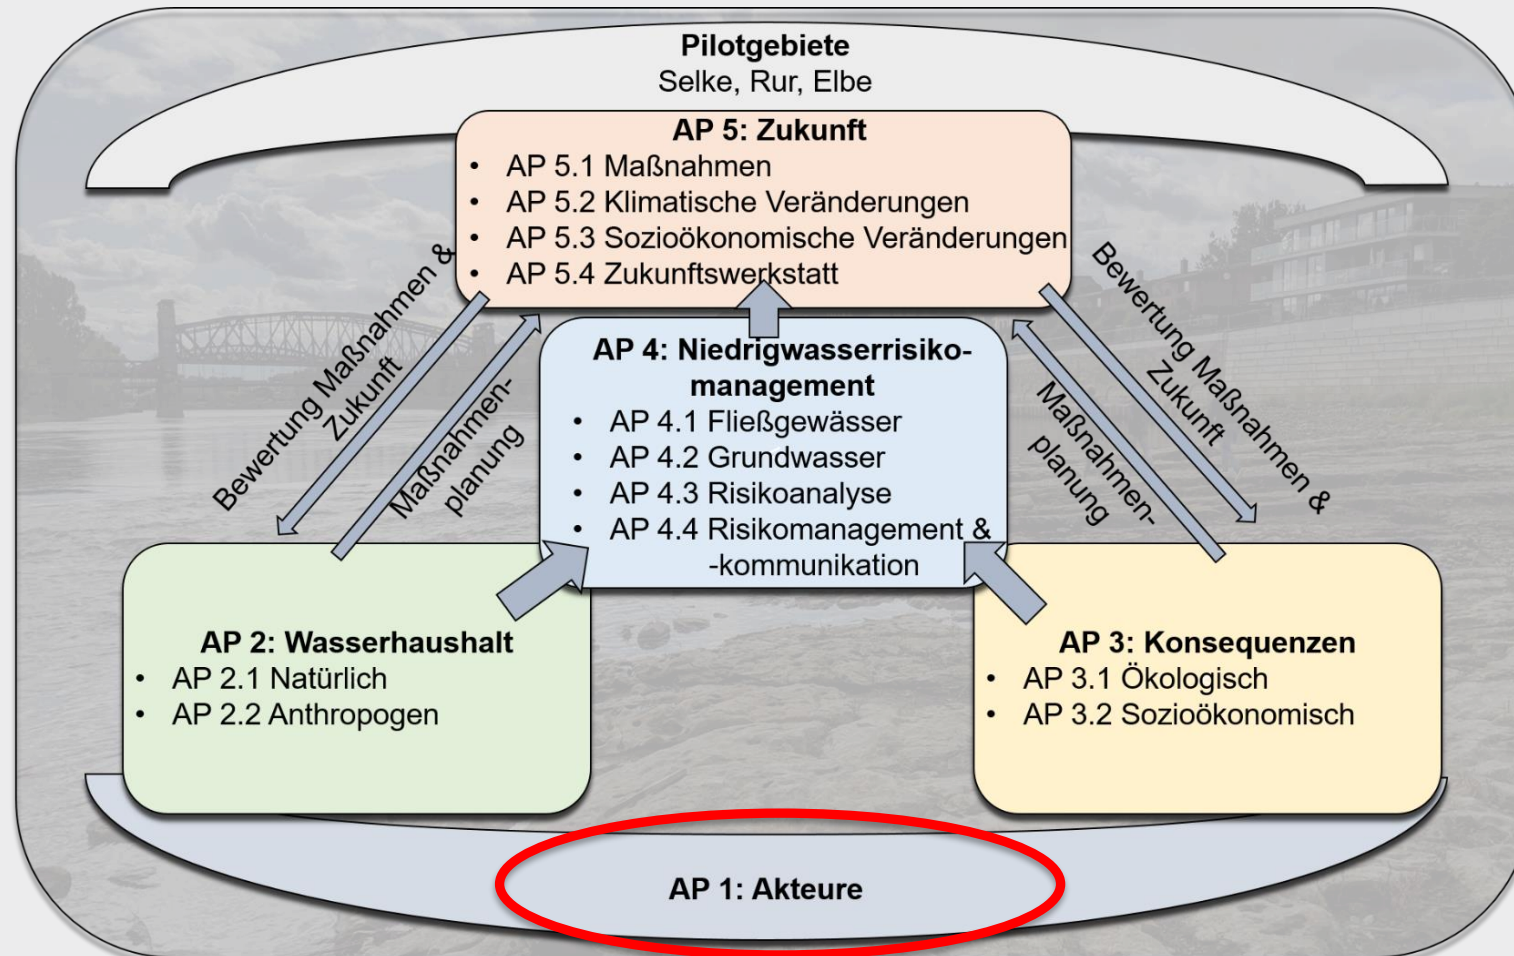 Pilotgebiete
Selke, Rur, Elbe
AP 5: Zukunft
• AP 5.1 Maßnahmen
• AP 5.2 Klimatische Veränderungen
• AP 5.3 Sozioökonomische Veränderungen
• AP 5.4 Zukunftswerkstatt
Bewertung Maßnahmen &
Zukunft
Maßnahmen-
planung
AP 4: Niedrigwasserrisiko-
management
• AP 4.1 Fließgewässer
• AP 4.2 Grundwasser
• AP 4.3 Risikoanalyse
• AP 4.4 Risikomanagement &
-kommunikation
Bewertung Maßnahmen &
Zukunft
Maßnahmen-
planung
AP 2: Wasserhaushalt
• AP 2.1 Natürlich
• AP 2.2 Anthropogen
AP 3: Konsequenzen
• AP 3.1 Ökologisch
• AP 3.2 Sozioökonomisch
AP 1: Akteure